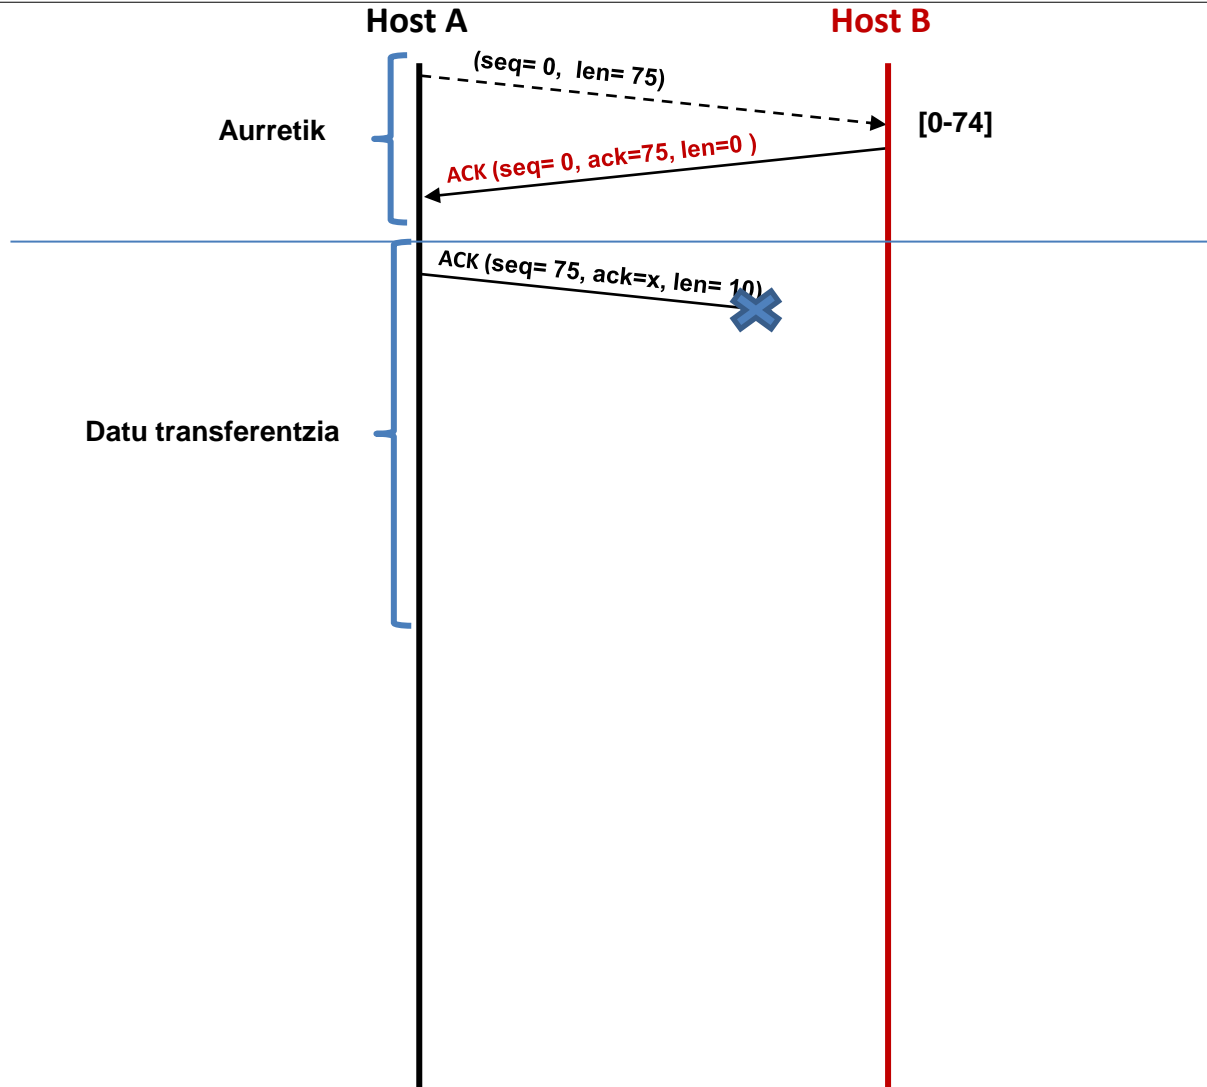 Host A
Host B
(seq= 0, len= 75)
Aurretik
[0-74]
ACK (seq= 0, ack=75, len=0 )
ACK (seq= 75, ack=x, len= 10)
Datu transferentzia